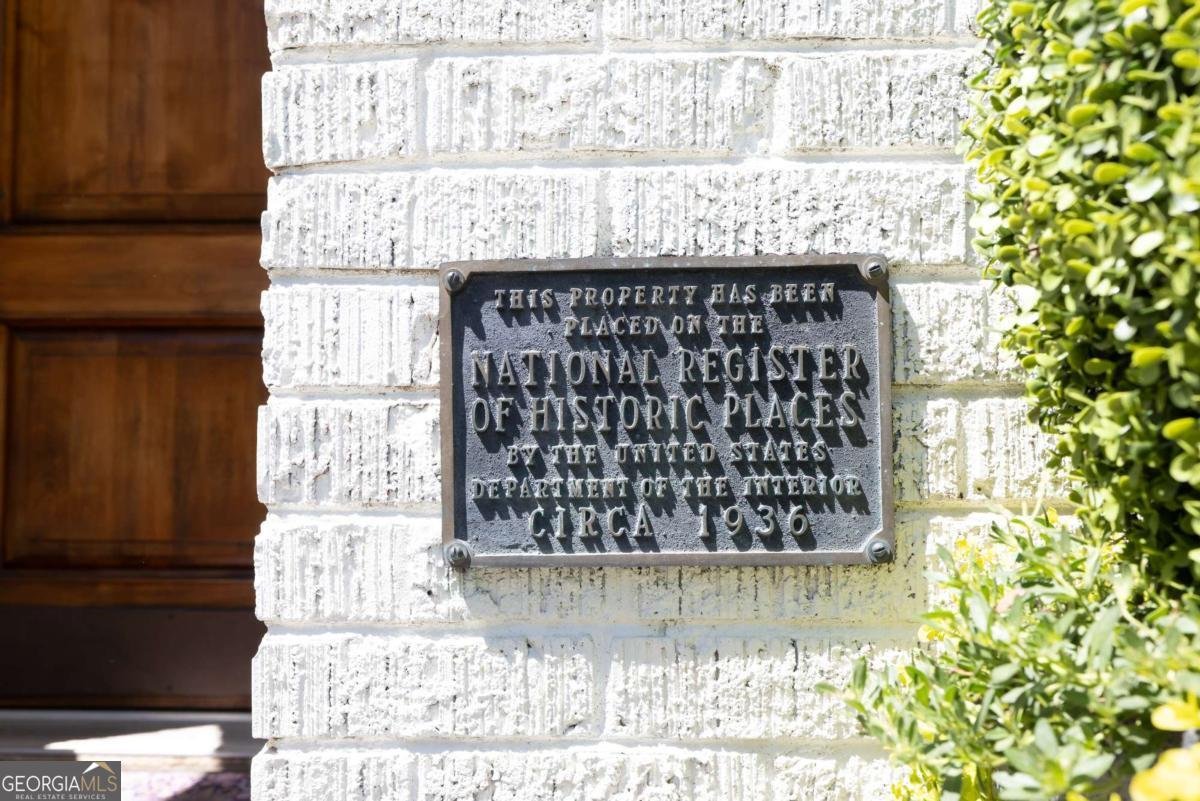 THIS PROPERTY HAS BEEN
PLACED ON THE
NATIONAL REGISTER
OF HISTORIC PLACES
BY THE UNITED STATES
DEPARTMENT OF THE INTERIOR
CIRCA 1936
GEORGIAMLS
REAL ESTATE SERVICES